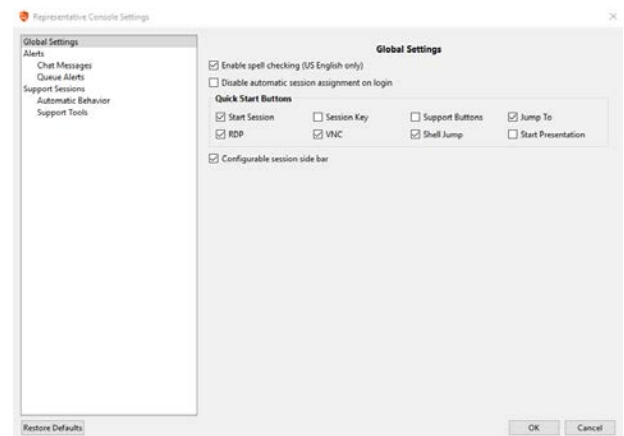 Representative Console Settings
Global Settings
Alerts
Chat Messages
Queue Alerts
Support Sessions
Automatic Behavior
Support Tools
Global Settings
Enable spell checking (US English only)
Disable automatic session assignment on login
Quick Start Buttons
Start Session Session Key Support Buttons Jump To
RDP VNC Shell Jump Start Presentation
Configurable session side bar
Restore Defaults OK Cancel